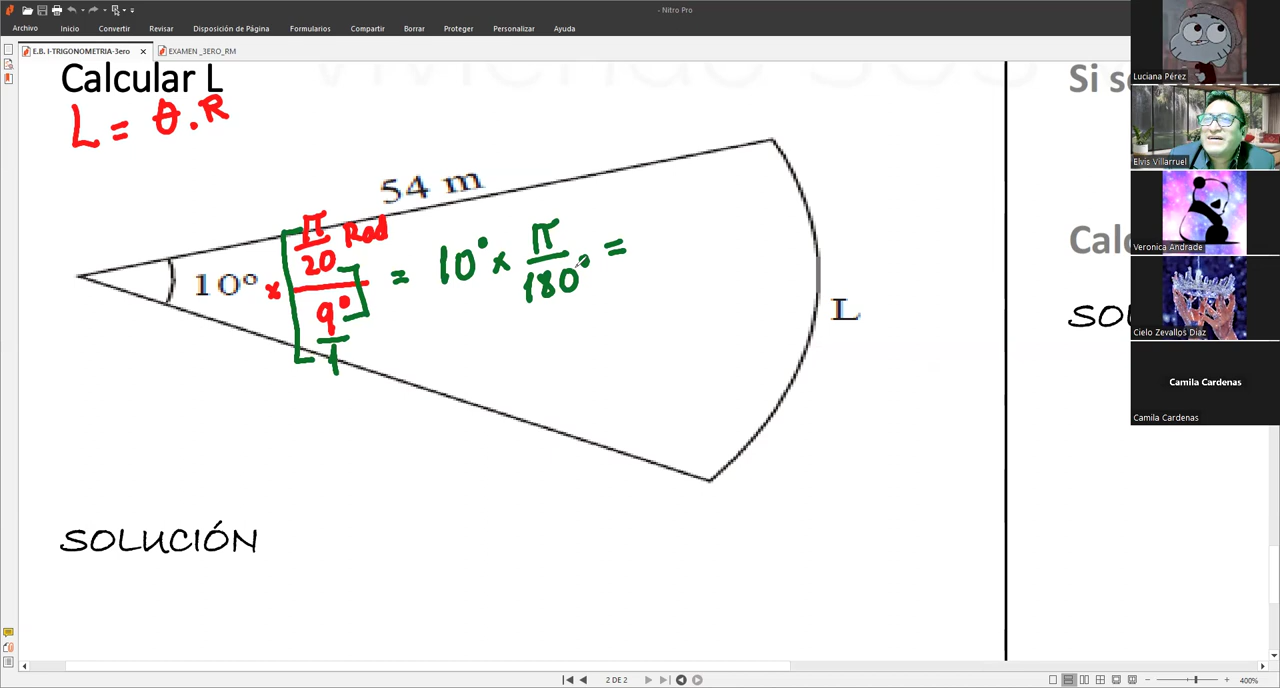 - Nitro Pro
Archivo Inicio Convertir Revisar Disposición de Página Formularios Compartir Borrar Proteger Personalizar Ayuda
E.B. I-TRIGONOMETRIA-3ero × EXAMEN _3ERO_RM
Calcular L
L = θ.R
54 m
10° × π/20 Rad / 9°/1 = 10° × π/180° =
L
SOLUCIÓN
Si s
Cal
SOL
Luciana Pérez
Elvis Villarruel
Veronica Andrade
Cielo Zevallos Diaz
Camila Cardenas
Camila Cardenas
2 DE 2
400%